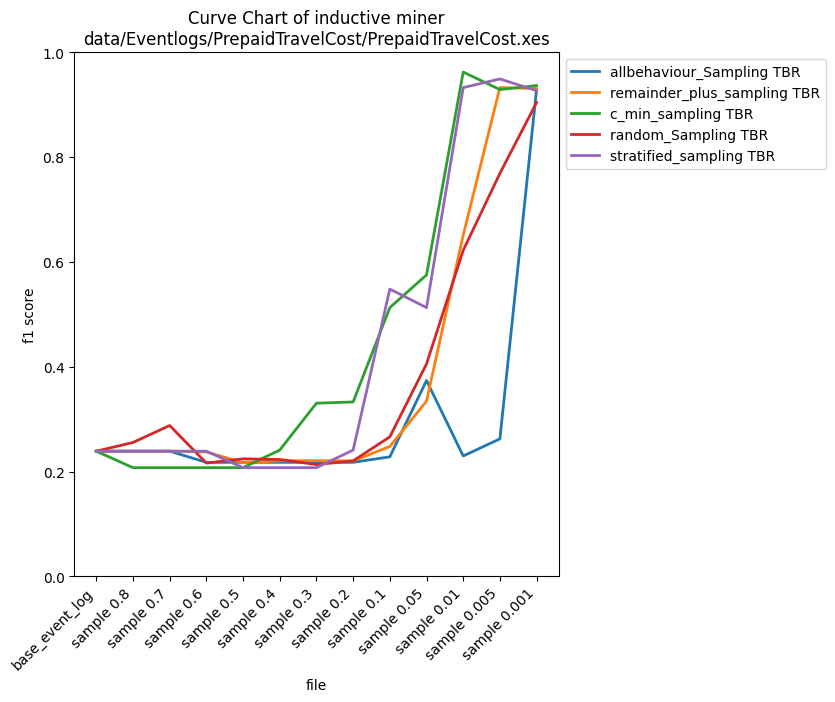 Curve Chart of inductive miner
data/Eventlogs/PrepaidTravelCost/PrepaidTravelCost.xes
1.0
0.8
0.6
0.4
0.2
0.0
f1 score
base_event_log
sample 0.8
sample 0.7
sample 0.6
sample 0.5
sample 0.4
sample 0.3
sample 0.2
sample 0.1
sample 0.05
sample 0.01
sample 0.005
sample 0.001
file
allbehaviour_Sampling TBR
remainder_plus_sampling TBR
c_min_sampling TBR
random_Sampling TBR
stratified_sampling TBR